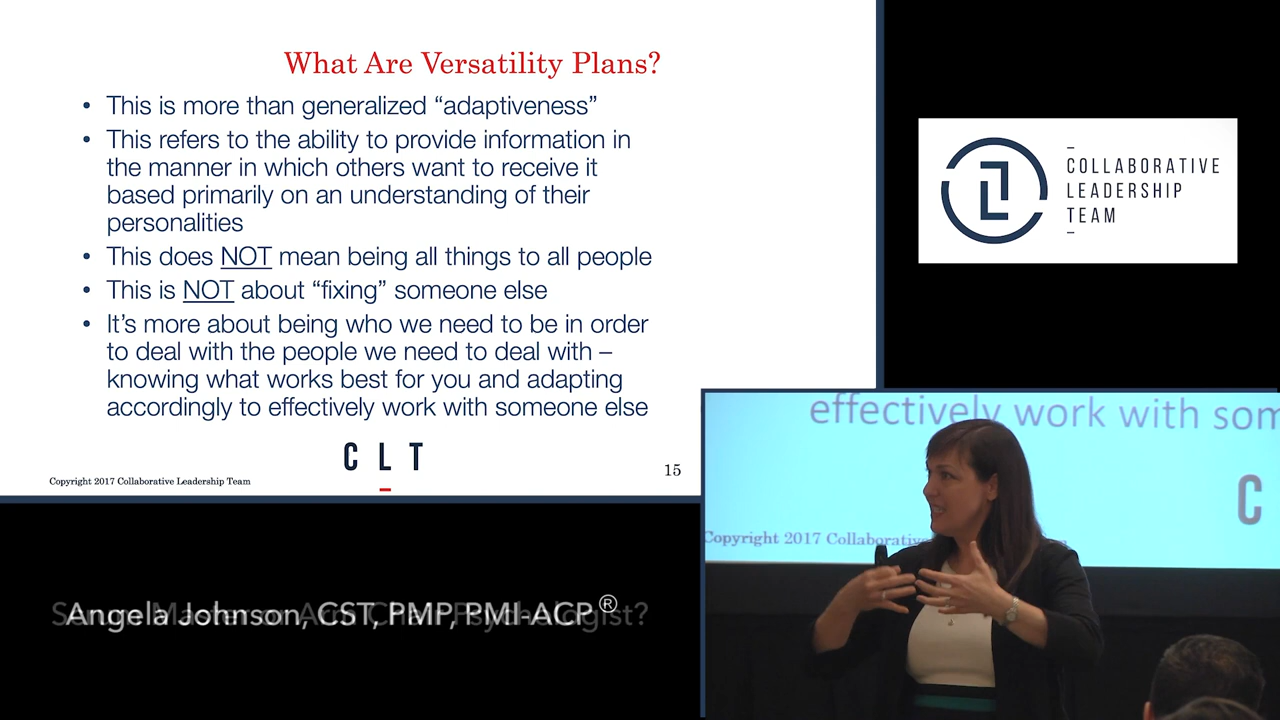 What Are Versatility Plans?
• This is more than generalized “adaptiveness”
• This refers to the ability to provide information in
the manner in which others want to receive it
based primarily on an understanding of their
personalities
• This does NOT mean being all things to all people
• This is NOT about “fixing” someone else
• It’s more about being who we need to be in order
to deal with the people we need to deal with –
knowing what works best for you and adapting
accordingly to effectively work with someone else
C L T
Copyright 2017 Collaborative Leadership Team
15
COLLABORATIVE
LEADERSHIP
TEAM
effectively work with som
C
Copyright 2017 Collaborative
Angela Johnson, CST, PMP, PMI-ACP®